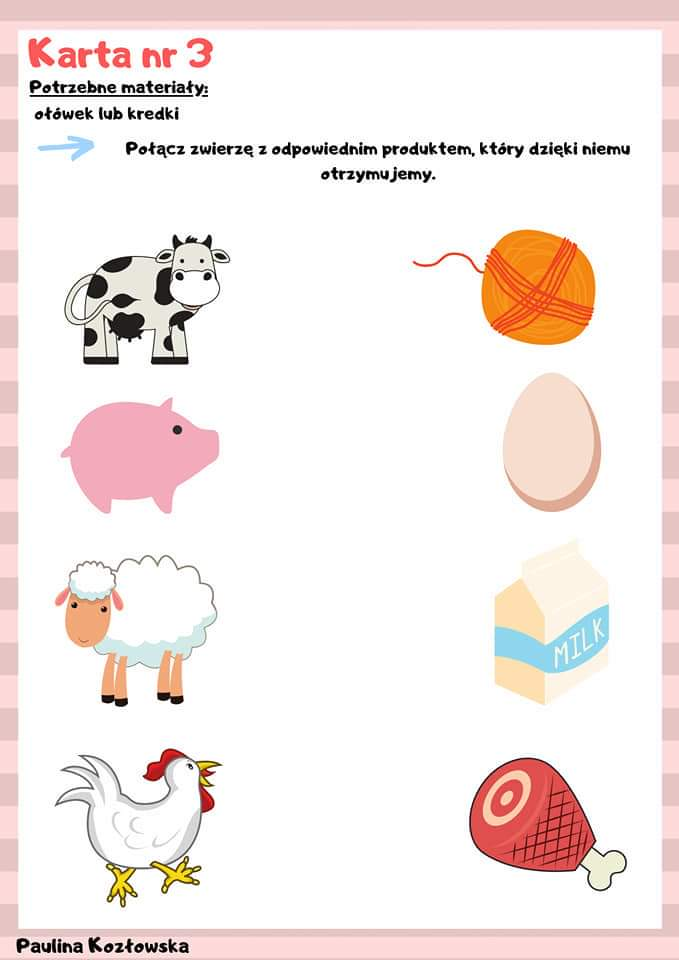 Karta nr 3
Potrzebne materiały:
ołówek lub kredki
Połącz zwierzę z odpowiednim produktem, który dzięki niemu
otrzymujemy.
MILK
Paulina Kozłowska